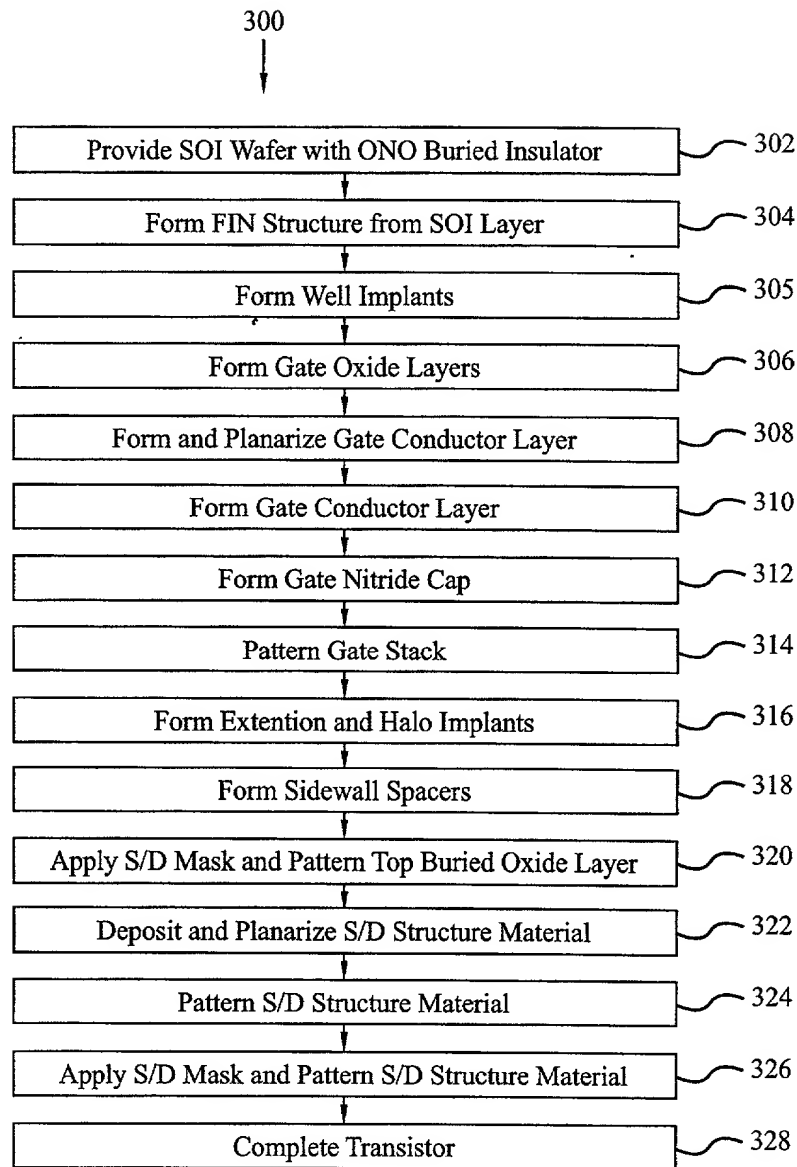 300
Provide SOI Wafer with ONO Buried Insulator 302
Form FIN Structure from SOI Layer 304
Form Well Implants 305
Form Gate Oxide Layers 306
Form and Planarize Gate Conductor Layer 308
Form Gate Conductor Layer 310
Form Gate Nitride Cap 312
Pattern Gate Stack 314
Form Extention and Halo Implants 316
Form Sidewall Spacers 318
Apply S/D Mask and Pattern Top Buried Oxide Layer 320
Deposit and Planarize S/D Structure Material 322
Pattern S/D Structure Material 324
Apply S/D Mask and Pattern S/D Structure Material 326
Complete Transistor 328